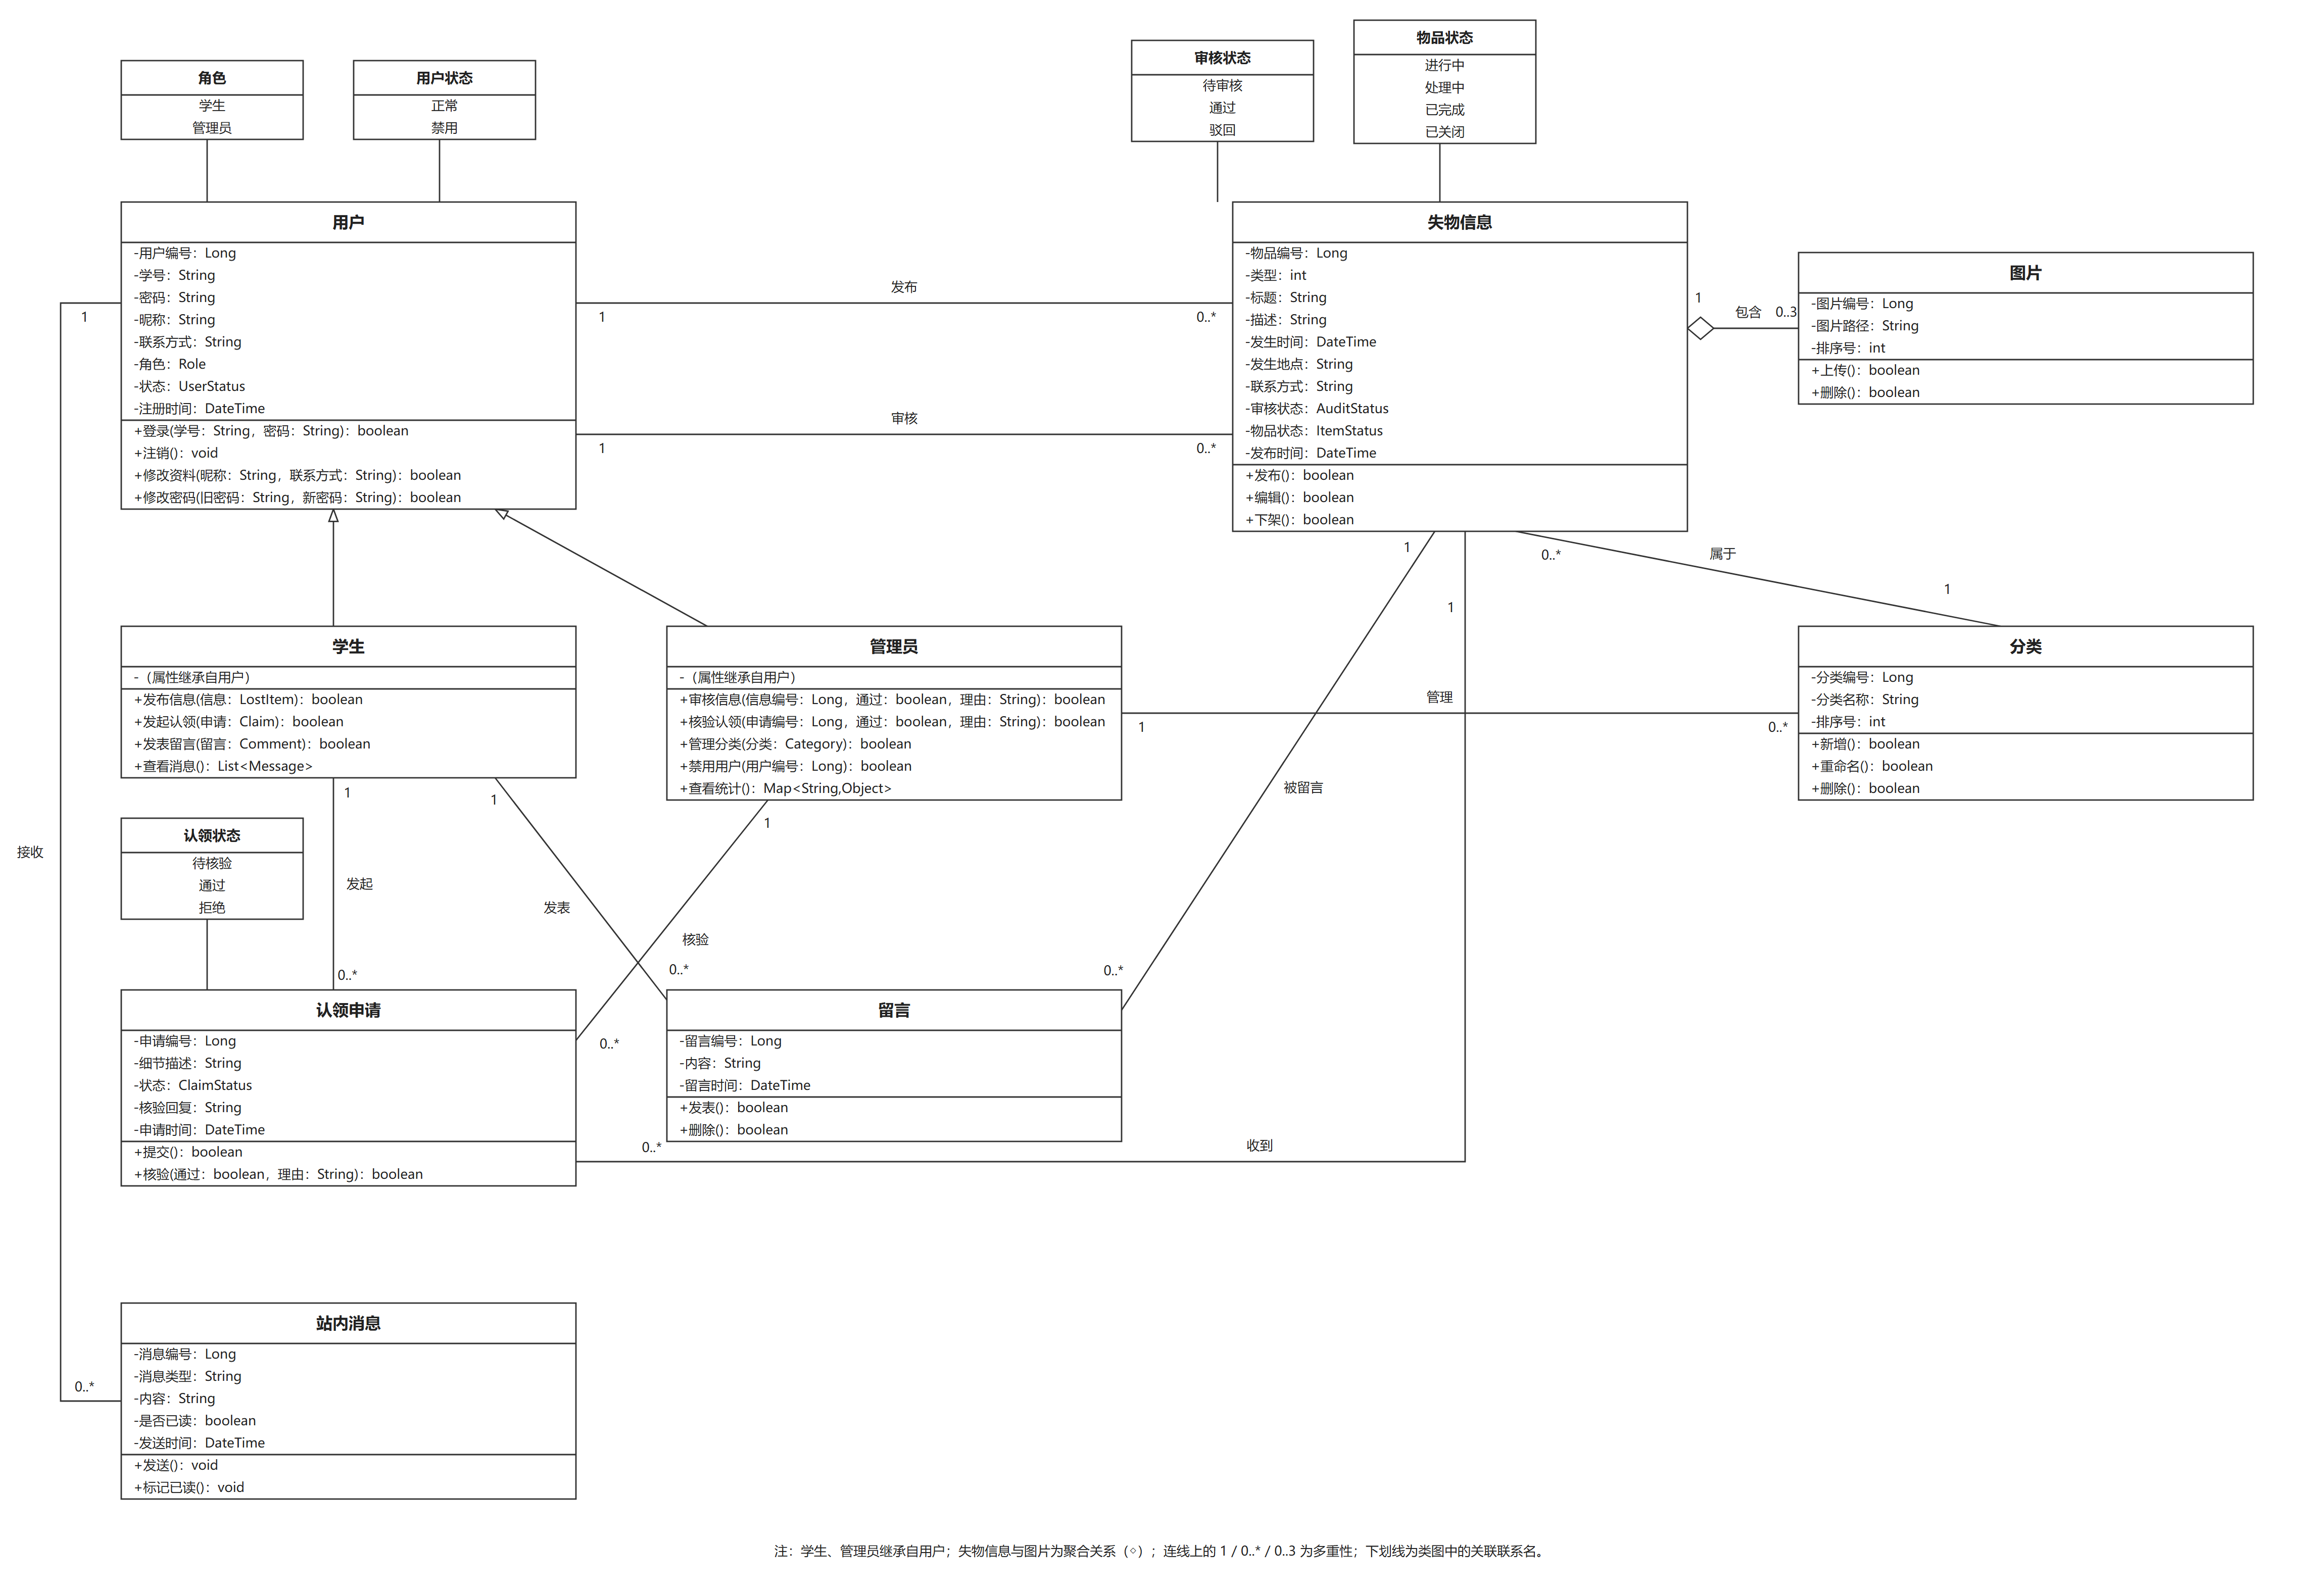 角色
学生
管理员
用户状态
正常
禁用
审核状态
待审核
通过
驳回
物品状态
进行中
处理中
已完成
已关闭
用户
-用户编号：Long
-学号：String
-密码：String
-昵称：String
-联系方式：String
-角色：Role
-状态：UserStatus
-注册时间：DateTime
+登录(学号：String，密码：String)：boolean
+注销()：void
+修改资料(昵称：String，联系方式：String)：boolean
+修改密码(旧密码：String，新密码：String)：boolean
发布
1
0..*
审核
1
0..*
失物信息
-物品编号：Long
-类型：int
-标题：String
-描述：String
-发生时间：DateTime
-发生地点：String
-联系方式：String
-审核状态：AuditStatus
-物品状态：ItemStatus
-发布时间：DateTime
+发布()：boolean
+编辑()：boolean
+下架()：boolean
1
包含
0..3
图片
-图片编号：Long
-图片路径：String
-排序号：int
+上传()：boolean
+删除()：boolean
1
1
1
0..*
属于
1
学生
-（属性继承自用户）
+发布信息(信息：LostItem)：boolean
+发起认领(申请：Claim)：boolean
+发表留言(留言：Comment)：boolean
+查看消息()：List<Message>
管理员
-（属性继承自用户）
+审核信息(信息编号：Long，通过：boolean，理由：String)：boolean
+核验认领(申请编号：Long，通过：boolean，理由：String)：boolean
+管理分类(分类：Category)：boolean
+禁用用户(用户编号：Long)：boolean
+查看统计()：Map<String,Object>
管理
1
0..*
分类
-分类编号：Long
-分类名称：String
-排序号：int
+新增()：boolean
+重命名()：boolean
+删除()：boolean
1
1
1
被留言
认领状态
待核验
通过
拒绝
接收
发起
发表
核验
0..*
0..*
0..*
0..*
认领申请
-申请编号：Long
-细节描述：String
-状态：ClaimStatus
-核验回复：String
-申请时间：DateTime
+提交()：boolean
+核验(通过：boolean，理由：String)：boolean
留言
-留言编号：Long
-内容：String
-留言时间：DateTime
+发表()：boolean
+删除()：boolean
0..*
收到
站内消息
-消息编号：Long
-消息类型：String
-内容：String
-是否已读：boolean
-发送时间：DateTime
+发送()：void
+标记已读()：void
0..*
注：学生、管理员继承自用户；失物信息与图片为聚合关系（◇）；连线上的 1 / 0..* / 0..3 为多重性；下划线为类图中的关联联系名。